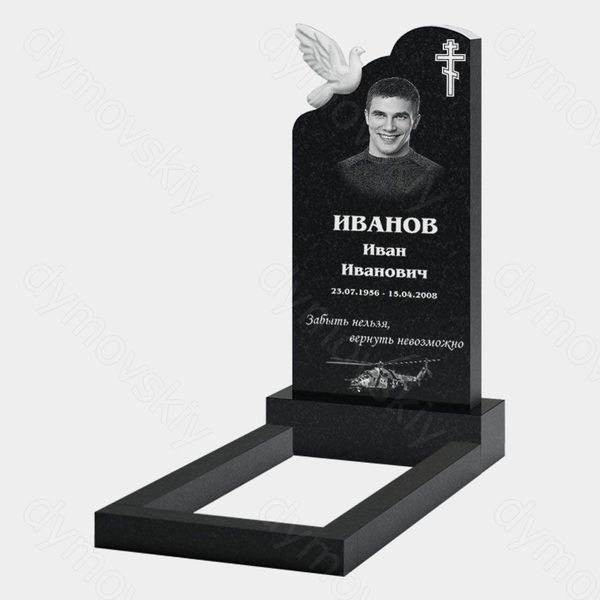 ИВАНОВ
Иван
Иванович
23.07.1956 - 15.04.2008
Забыть нельзя,
вернуть невозможно
dymovskiy